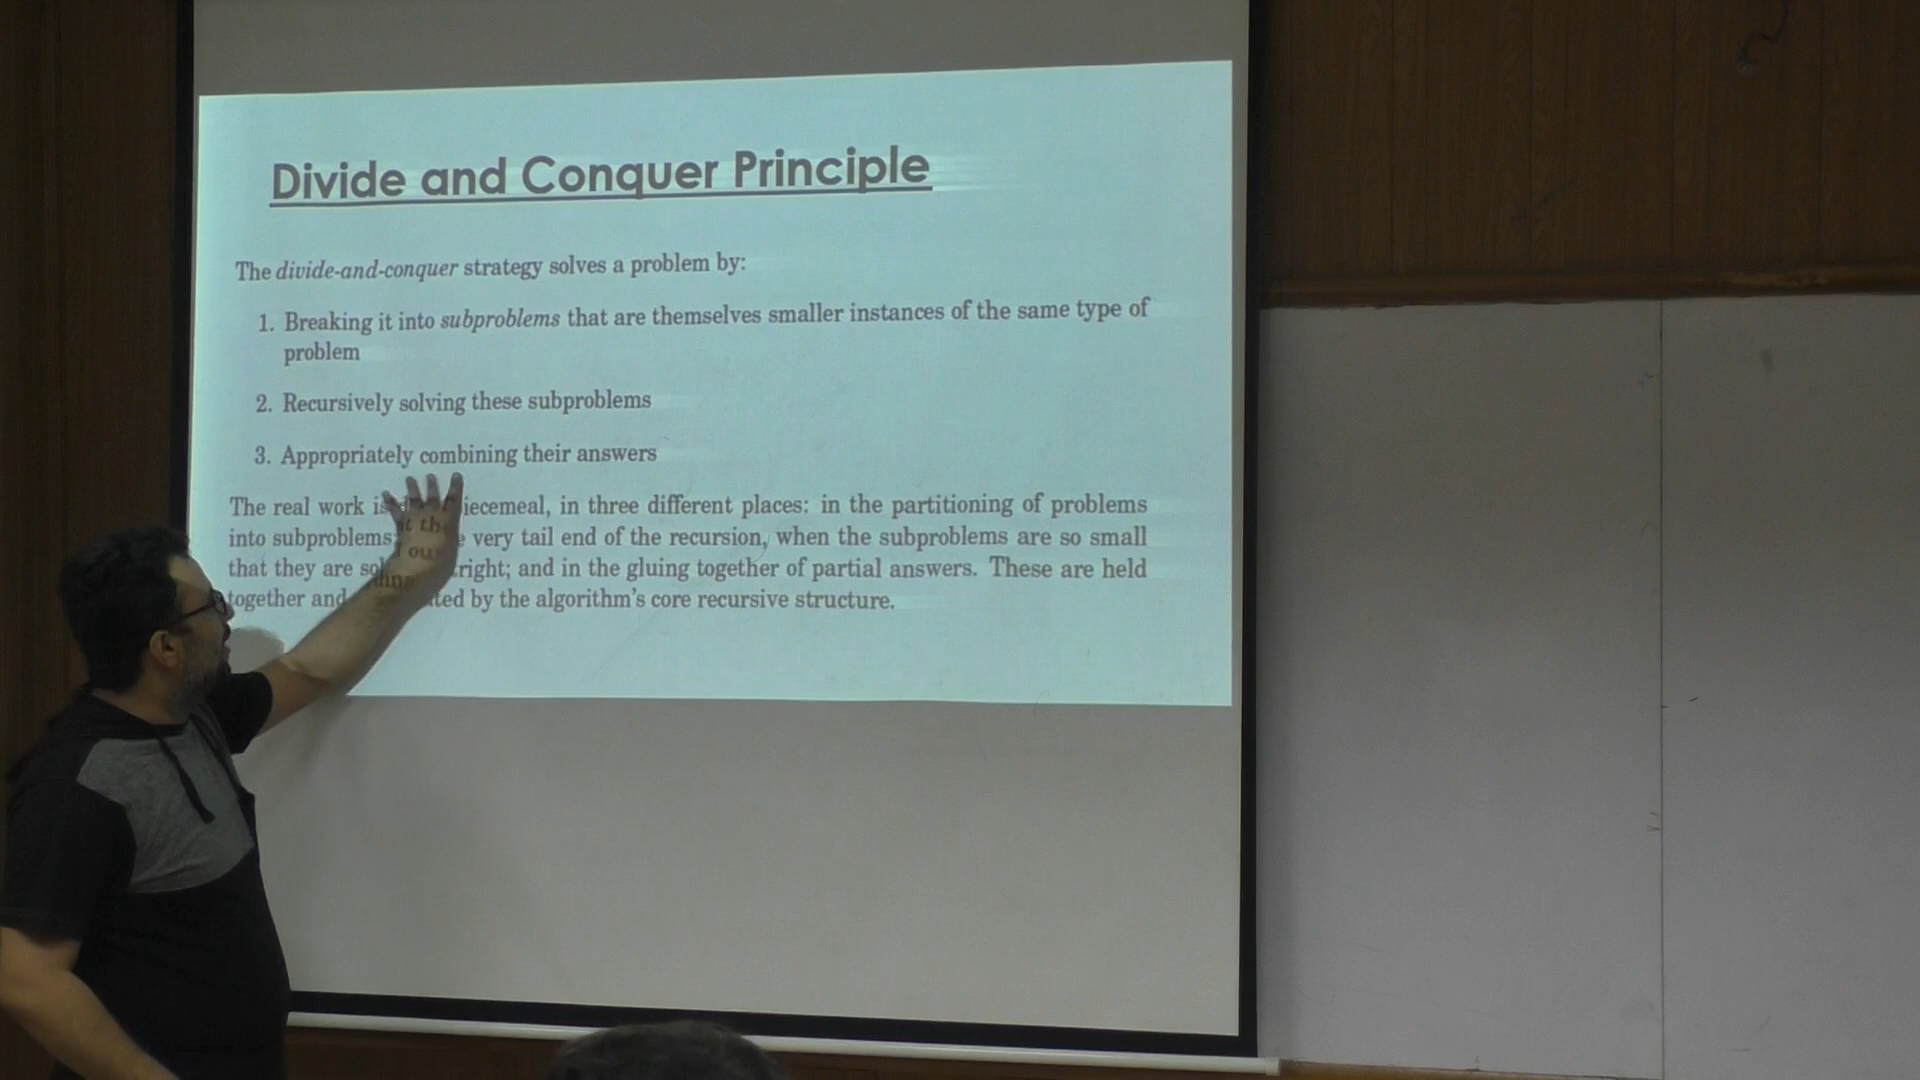 Divide and Conquer Principle
The divide-and-conquer strategy solves a problem by:
1. Breaking it into subproblems that are themselves smaller instances of the same type of
problem
2. Recursively solving these subproblems
3. Appropriately combining their answers
The real work is iecemeal, in three different places: in the partitioning of problems
into subproblems; at the very tail end of the recursion, when the subproblems are so small
that they are right; and in the gluing together of partial answers. These are held
together and ted by the algorithm's core recursive structure.